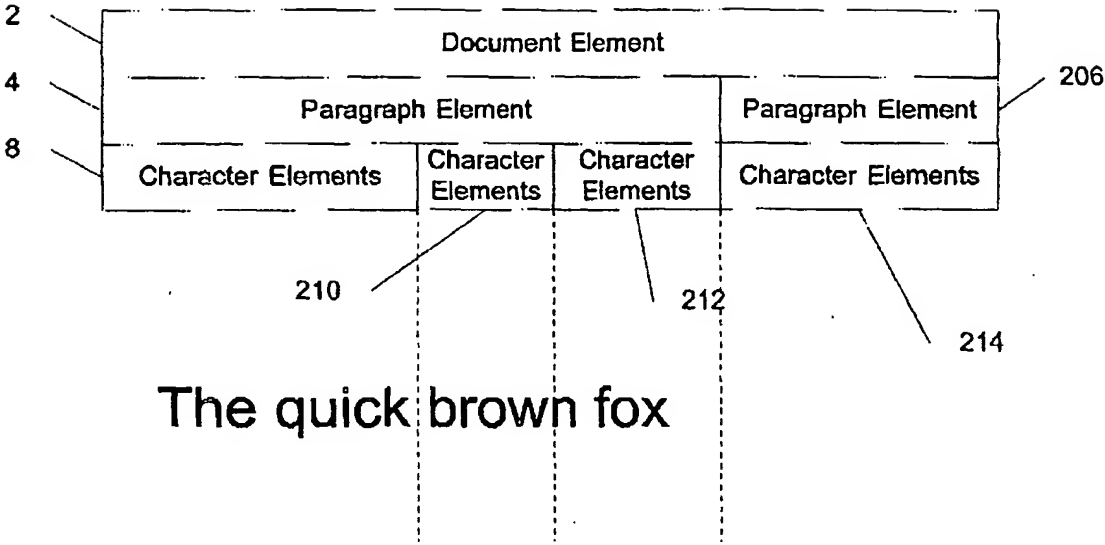 2
Document Element
4
206
Paragraph Element
Paragraph Element
8
Character Elements
Character
Elements
Character
Elements
Character Elements
210
212
214
The quick brown fox